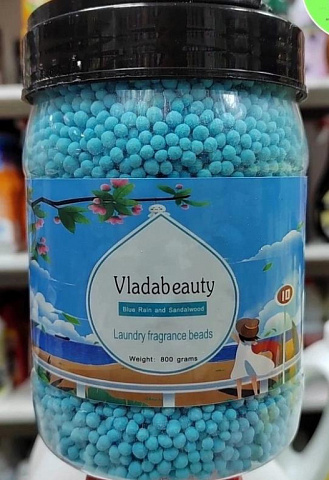 Vladabeauty
Blue Rain and Sandalwood
Laundry fragrance beads
Weight: 800 grams
10